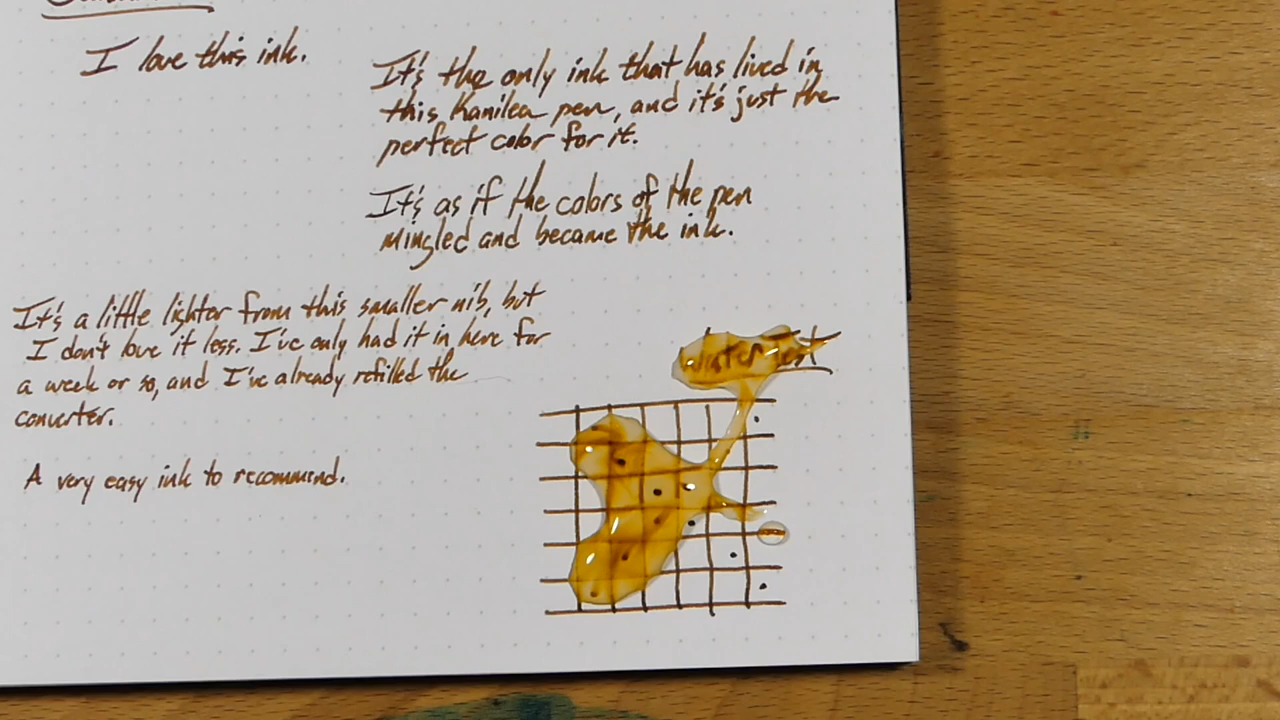 I love this ink.
It's the only ink that has lived in
this Kanilea pen, and it's just the
perfect color for it.
It's as if the colors of the pen
mingled and became the ink.
It's a little lighter from this smaller nib, but
I don't love it less. I've only had it in here for
a week or so, and I've already refilled the
converter.
A very easy ink to recommend.
Water Test